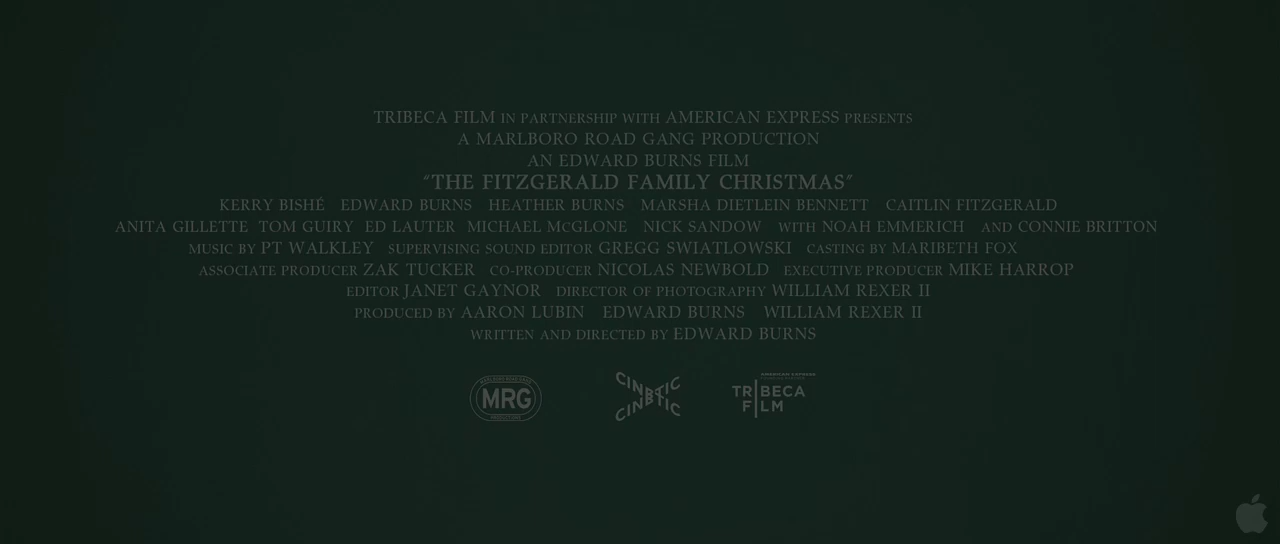 TRIBECA FILM IN PARTNERSHIP WITH AMERICAN EXPRESS PRESENTS
A MARLBORO ROAD GANG PRODUCTION
AN EDWARD BURNS FILM
“THE FITZGERALD FAMILY CHRISTMAS”
KERRY BISHÉ EDWARD BURNS HEATHER BURNS MARSHA DIETLEIN BENNETT CAITLIN FITZGERALD
ANITA GILLETTE TOM GUIRY ED LAUTER MICHAEL McGLONE NICK SANDOW WITH NOAH EMMERICH AND CONNIE BRITTON
MUSIC BY PT WALKLEY SUPERVISING SOUND EDITOR GREGG SWIATLOWSKI CASTING BY MARIBETH FOX
ASSOCIATE PRODUCER ZAK TUCKER CO-PRODUCER NICOLAS NEWBOLD EXECUTIVE PRODUCER MIKE HARROP
EDITOR JANET GAYNOR DIRECTOR OF PHOTOGRAPHY WILLIAM REXER II
PRODUCED BY AARON LUBIN EDWARD BURNS WILLIAM REXER II
WRITTEN AND DIRECTED BY EDWARD BURNS
MRG
CINETIC
CINETIC
AMERICAN EXPRESS
TRIBECA
FILM